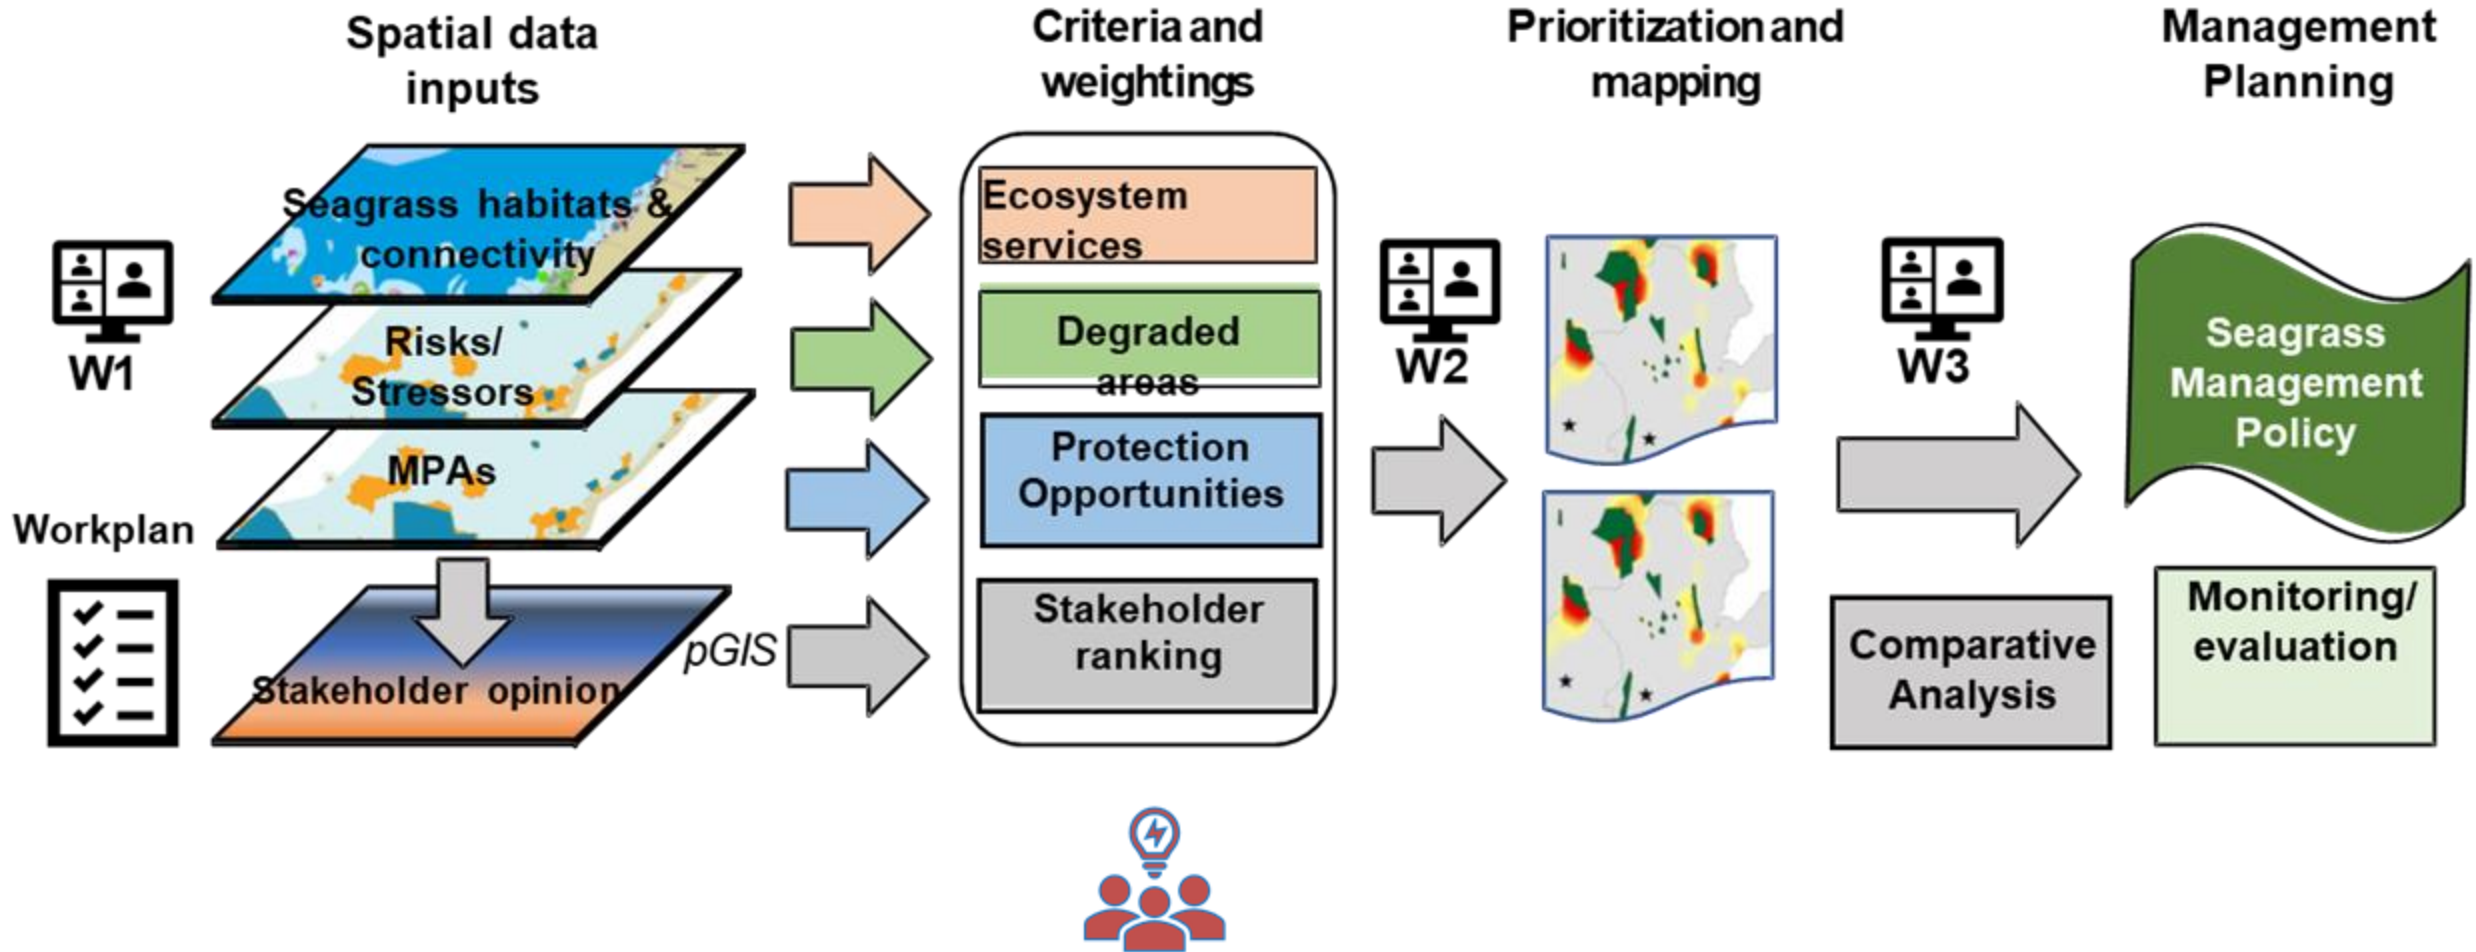 Spatial data
inputs
Criteria and
weightings
Prioritization and
mapping
Management
Planning
Seagrass habitats &
connectivity
Risks/
Stressors
MPAs
W1
Workplan
Stakeholder opinion
pGIS
Ecosystem
services
Degraded
areas
Protection
Opportunities
Stakeholder
ranking
W2
W3
Seagrass
Management
Policy
Comparative
Analysis
Monitoring/
evaluation